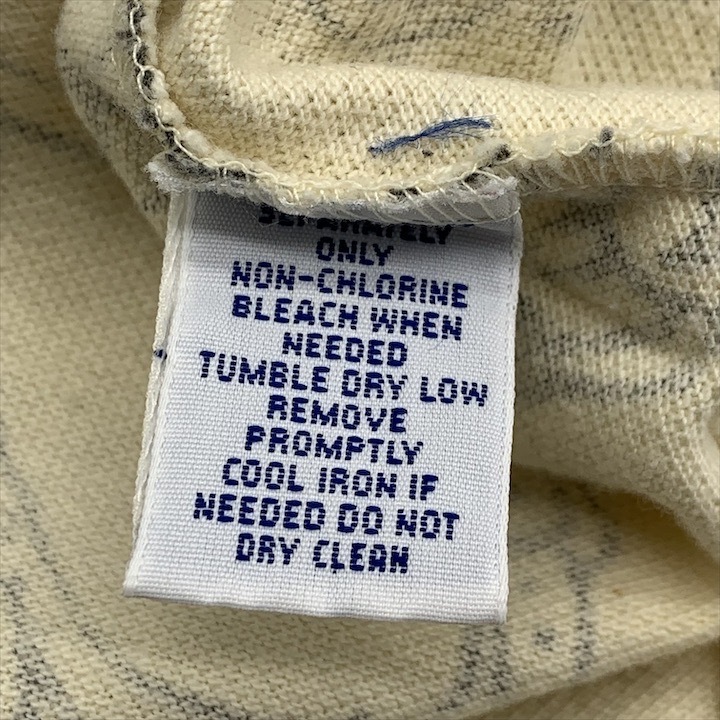 SEPARATELY
ONLY
NON-CHLORINE
BLEACH WHEN
NEEDED
TUMBLE DRY LOW
REMOVE
PROMPTLY
COOL IRON IF
NEEDED DO NOT
DRY CLEAN